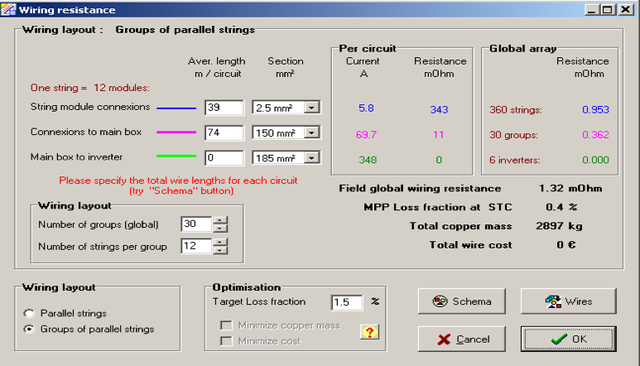 Wiring resistance
Wiring layout : Groups of parallel strings
Aver. length
m / circuit
Section
mm²
Per circuit
Current
A
Resistance
mOhm
Global array
Resistance
mOhm
One string = 12 modules:
String module connexions 39 2.5 mm² 5.8 343 360 strings: 0.953
Connexions to main box 74 150 mm² 69.7 11 30 groups: 0.362
Main box to inverter 0 185 mm² 348 0 6 inverters: 0.000
Please specify the total wire lengths for each circuit
(try "Schema" button)
Field global wiring resistance 1.32 mOhm
MPP Loss fraction at STC 0.4 %
Total copper mass 2897 kg
Total wire cost 0 €
Wiring layout
Number of groups (global) 30
Number of strings per group 12
Wiring layout
Parallel strings
Groups of parallel strings
Optimisation
Target Loss fraction 1.5 %
Minimize copper mass
Minimize cost
?
Schema
Wires
Cancel
OK